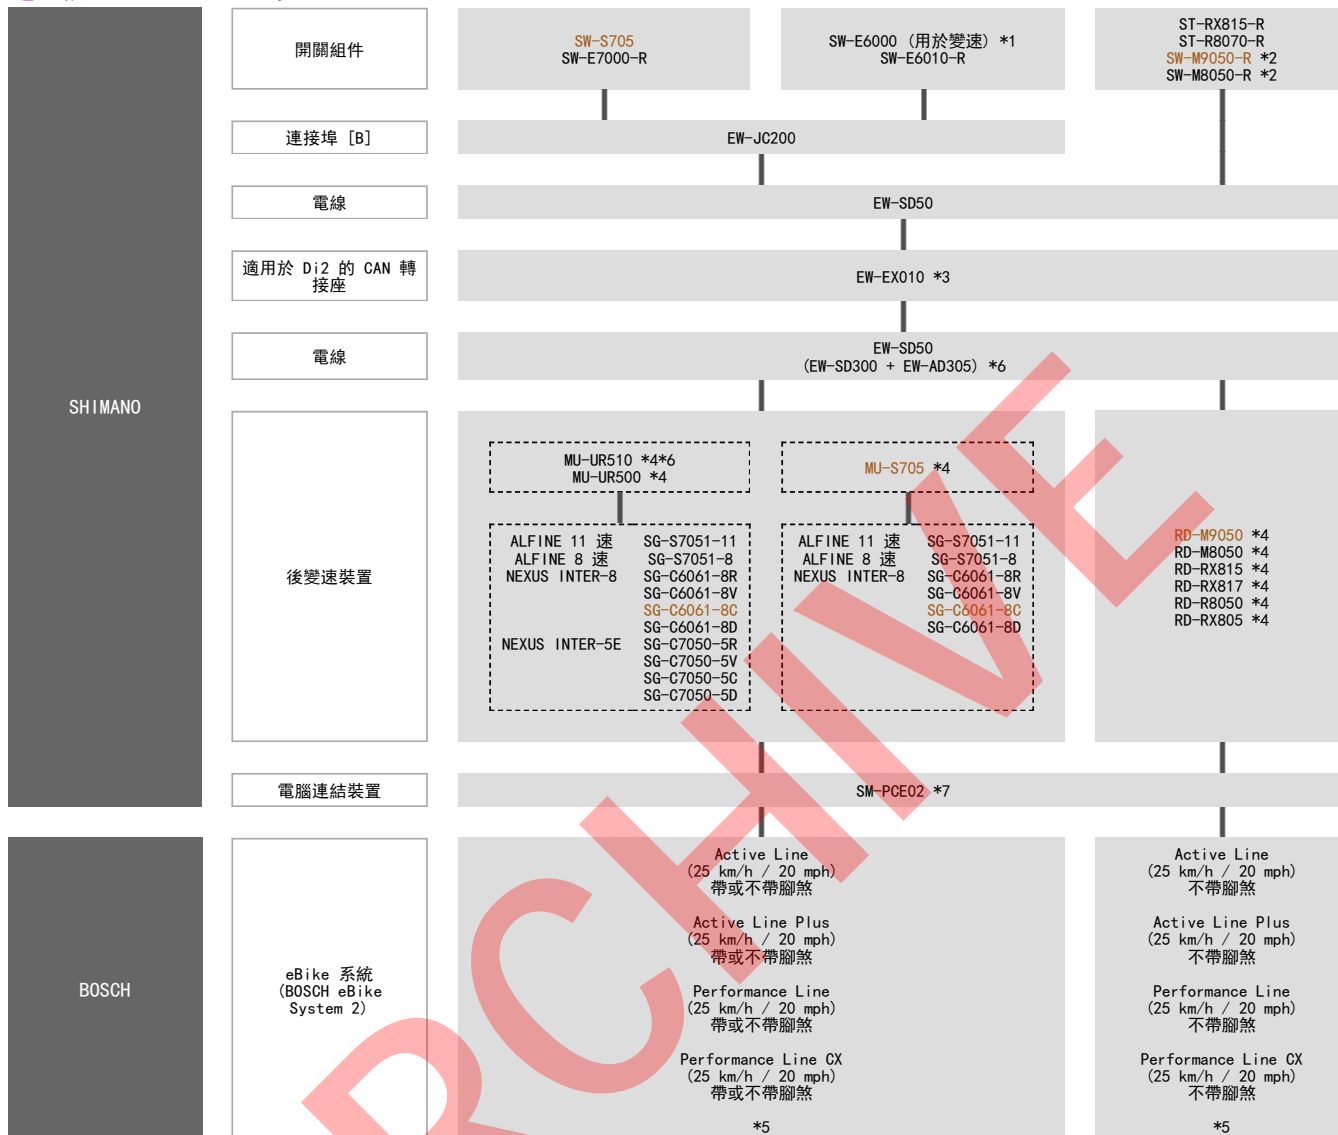 SHIMANO
開關組件
SW-S705
SW-E7000-R
SW-E6000 (用於變速) *1
SW-E6010-R
ST-RX815-R
ST-R8070-R
SW-M9050-R *2
SW-M8050-R *2
連接埠 [B]
EW-JC200
電線
EW-SD50
適用於 Di2 的 CAN 轉
接座
EW-EX010 *3
電線
EW-SD50
(EW-SD300 + EW-AD305) *6
後變速裝置
MU-UR510 *4*6
MU-UR500 *4
ALFINE 11 速 SG-S7051-11
ALFINE 8 速 SG-S7051-8
NEXUS INTER-8 SG-C6061-8R
SG-C6061-8V
SG-C6061-8C
SG-C6061-8D
NEXUS INTER-5E SG-C7050-5R
SG-C7050-5V
SG-C7050-5C
SG-C7050-5D
MU-S705 *4
ALFINE 11 速 SG-S7051-11
ALFINE 8 速 SG-S7051-8
NEXUS INTER-8 SG-C6061-8R
SG-C6061-8V
SG-C6061-8C
SG-C6061-8D
RD-M9050 *4
RD-M8050 *4
RD-RX815 *4
RD-RX817 *4
RD-R8050 *4
RD-RX805 *4
電腦連結裝置
SM-PCE02 *7
BOSCH
eBike 系統
(BOSCH eBike
System 2)
Active Line
(25 km/h / 20 mph)
帶或不帶腳煞
Active Line Plus
(25 km/h / 20 mph)
帶或不帶腳煞
Performance Line
(25 km/h / 20 mph)
帶或不帶腳煞
Performance Line CX
(25 km/h / 20 mph)
帶或不帶腳煞
*5
Active Line
(25 km/h / 20 mph)
不帶腳煞
Active Line Plus
(25 km/h / 20 mph)
不帶腳煞
Performance Line
(25 km/h / 20 mph)
不帶腳煞
Performance Line CX
(25 km/h / 20 mph)
不帶腳煞
*5
RCHIVE